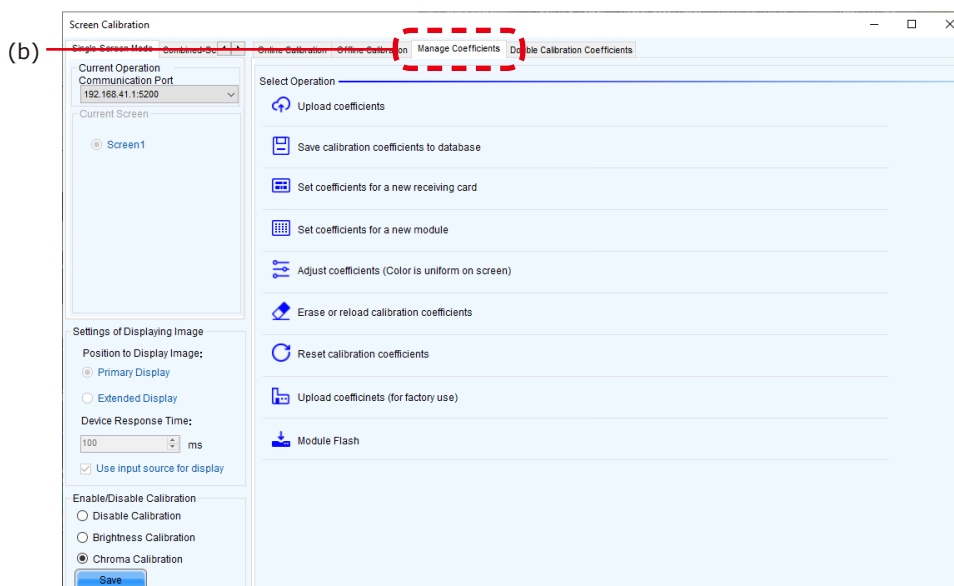 Screen Calibration
(b)
Single-Screen Mode Combined-Sc
Online Calibration Offline Calibration Manage Coefficients Double Calibration Coefficients
Current Operation
Communication Port
192.168.41.1:5200
Current Screen
Screen1
Select Operation
Upload coefficients
Save calibration coefficients to database
Set coefficients for a new receiving card
Set coefficients for a new module
Adjust coefficients (Color is uniform on screen)
Erase or reload calibration coefficients
Reset calibration coefficients
Upload coefficinets (for factory use)
Module Flash
Settings of Displaying Image
Position to Display Image:
Primary Display
Extended Display
Device Response Time:
100 ms
Use input source for display
Enable/Disable Calibration
Disable Calibration
Brightness Calibration
Chroma Calibration
Save